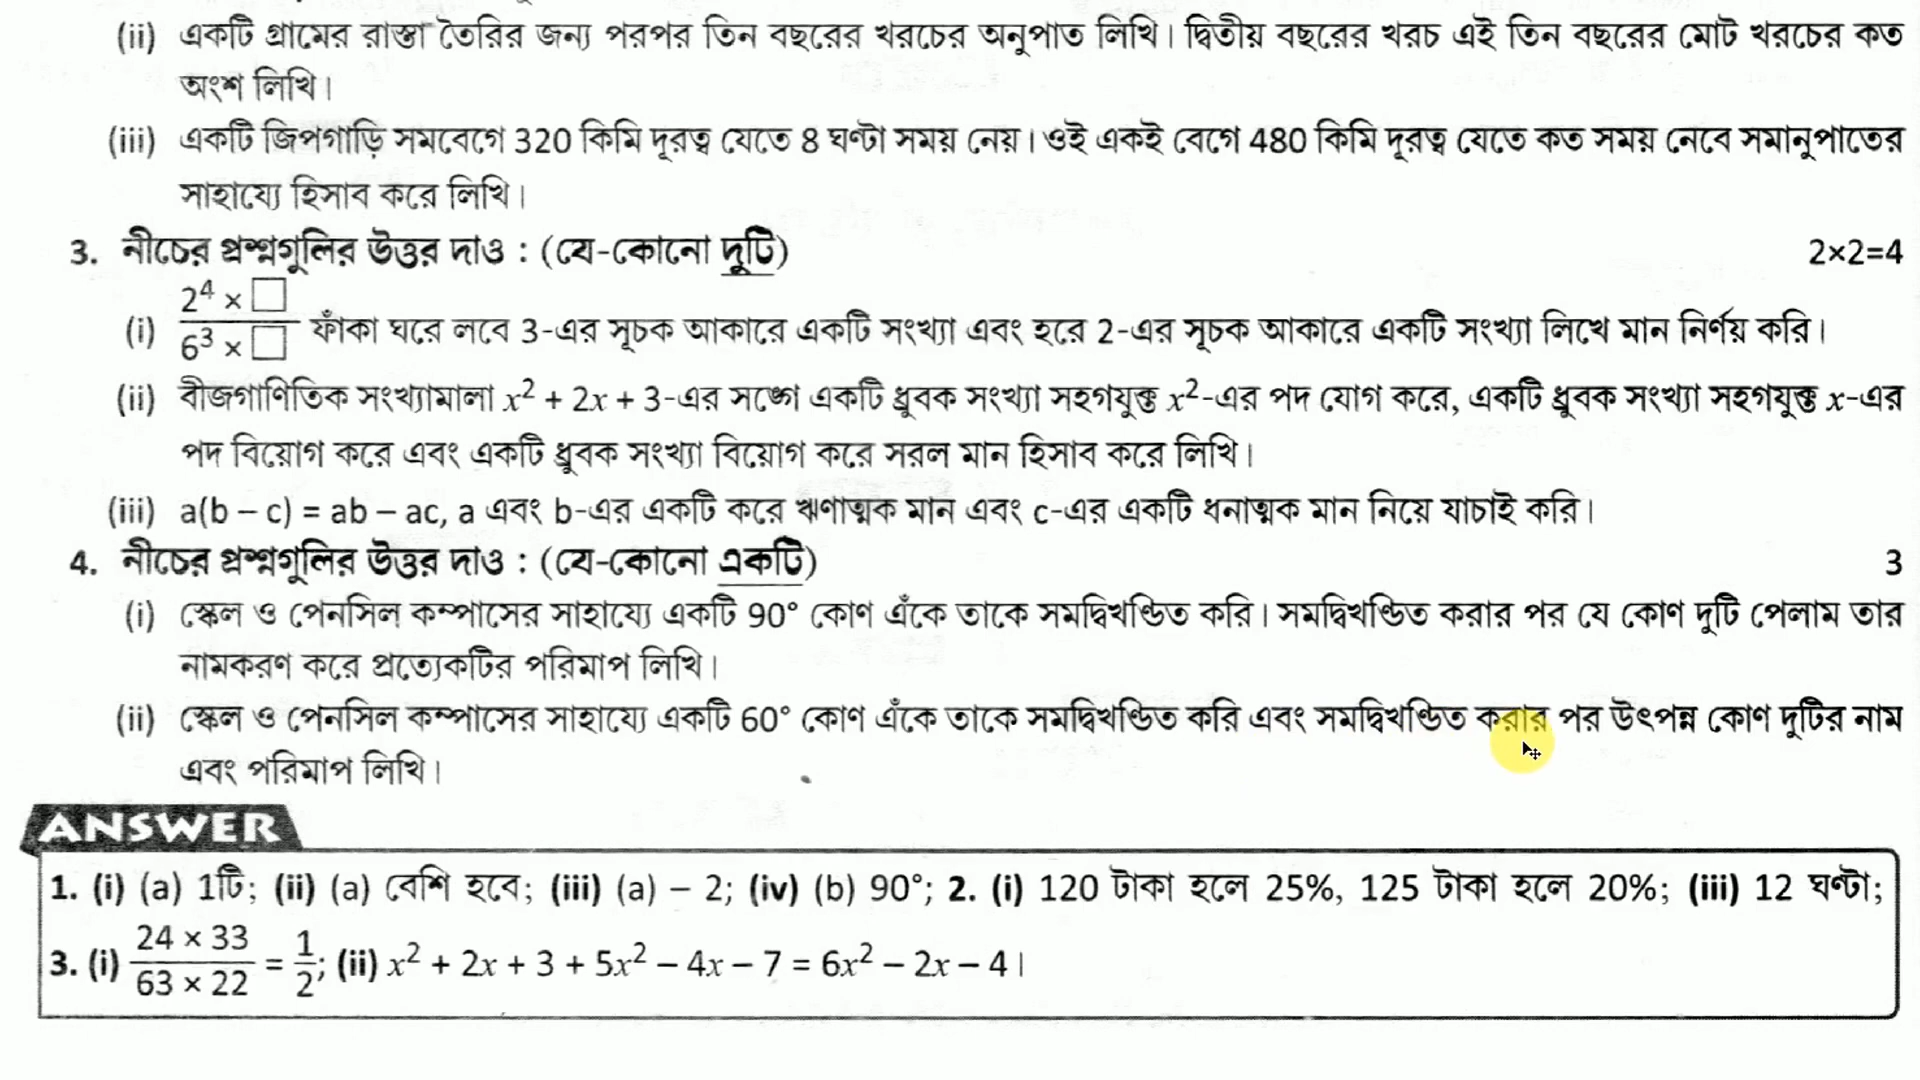 (ii) একটি গ্রামের রাস্তা তৈরির জন্য পরপর তিন বছরের খরচের অনুপাত লিখি। দ্বিতীয় বছরের খরচ এই তিন বছরের মোট খরচের কত
অংশ লিখি।
(iii) একটি জিপগাড়ি সমবেগে 320 কিমি দূরত্ব যেতে 8 ঘণ্টা সময় নেয়। ওই একই বেগে 480 কিমি দূরত্ব যেতে কত সময় নেবে সমানুপাতের
সাহায্যে হিসাব করে লিখি।
3. নীচের প্রশ্নগুলির উত্তর দাও : (যে-কোনো দুটি) 2×2=4
(i) 2⁴ × □ / 6³ × □ ফাঁকা ঘরে লবে 3-এর সূচক আকারে একটি সংখ্যা এবং হরে 2-এর সূচক আকারে একটি সংখ্যা লিখে মান নির্ণয় করি।
(ii) বীজগাণিতিক সংখ্যামালা x² + 2x + 3-এর সঙ্গে একটি ধ্রুবক সংখ্যা সহগযুক্ত x²-এর পদ যোগ করে, একটি ধ্রুবক সংখ্যা সহগযুক্ত x-এর
পদ বিয়োগ করে এবং একটি ধ্রুবক সংখ্যা বিয়োগ করে সরল মান হিসাব করে লিখি।
(iii) a(b – c) = ab – ac, a এবং b-এর একটি করে ঋণাত্মক মান এবং c-এর একটি ধনাত্মক মান নিয়ে যাচাই করি।
4. নীচের প্রশ্নগুলির উত্তর দাও : (যে-কোনো একটি) 3
(i) স্কেল ও পেনসিল কম্পাসের সাহায্যে একটি 90° কোণ এঁকে তাকে সমদ্বিখণ্ডিত করি। সমদ্বিখণ্ডিত করার পর যে কোণ দুটি পেলাম তার
নামকরণ করে প্রত্যেকটির পরিমাপ লিখি।
(ii) স্কেল ও পেনসিল কম্পাসের সাহায্যে একটি 60° কোণ এঁকে তাকে সমদ্বিখণ্ডিত করি এবং সমদ্বিখণ্ডিত করার পর উৎপন্ন কোণ দুটির নাম
এবং পরিমাপ লিখি।
ANSWER
1. (i) (a) 1টি; (ii) (a) বেশি হবে; (iii) (a) – 2; (iv) (b) 90°; 2. (i) 120 টাকা হলে 25%, 125 টাকা হলে 20%; (iii) 12 ঘণ্টা;
3. (i) 24 × 33 / 63 × 22 = 1/2; (ii) x² + 2x + 3 + 5x² – 4x – 7 = 6x² – 2x – 4।